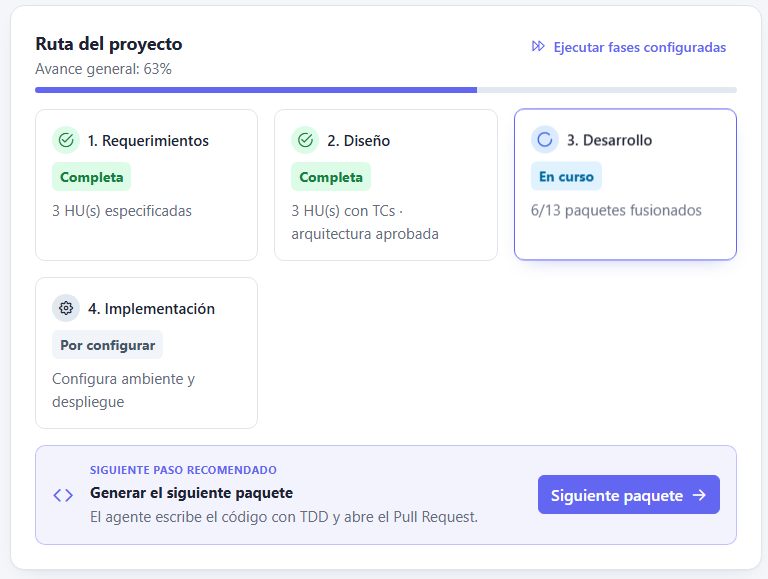 Ruta del proyecto
Ejecutar fases configuradas
Avance general: 63%
1. Requerimientos
Completa
3 HU(s) especificadas
2. Diseño
Completa
3 HU(s) con TCs ·
arquitectura aprobada
3. Desarrollo
En curso
6/13 paquetes fusionados
4. Implementación
Por configurar
Configura ambiente y
despliegue
SIGUIENTE PASO RECOMENDADO
Generar el siguiente paquete
El agente escribe el código con TDD y abre el Pull Request.
Siguiente paquete →